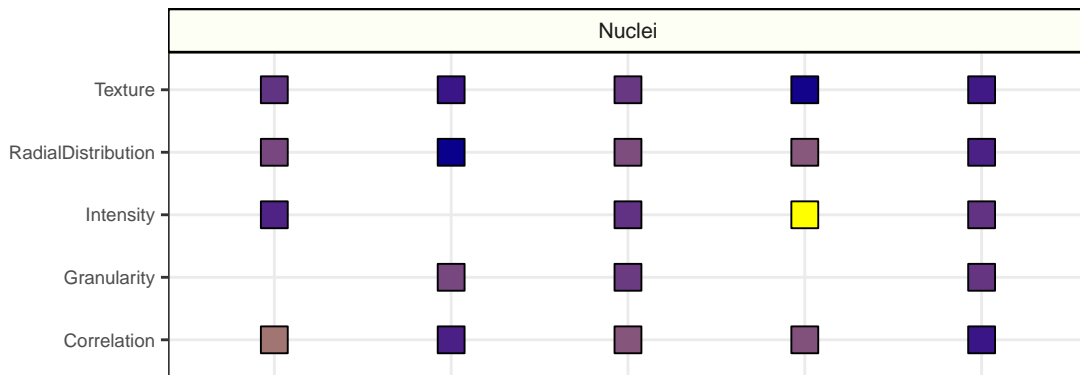 Nuclei
Texture
RadialDistribution
Intensity
Granularity
Correlation